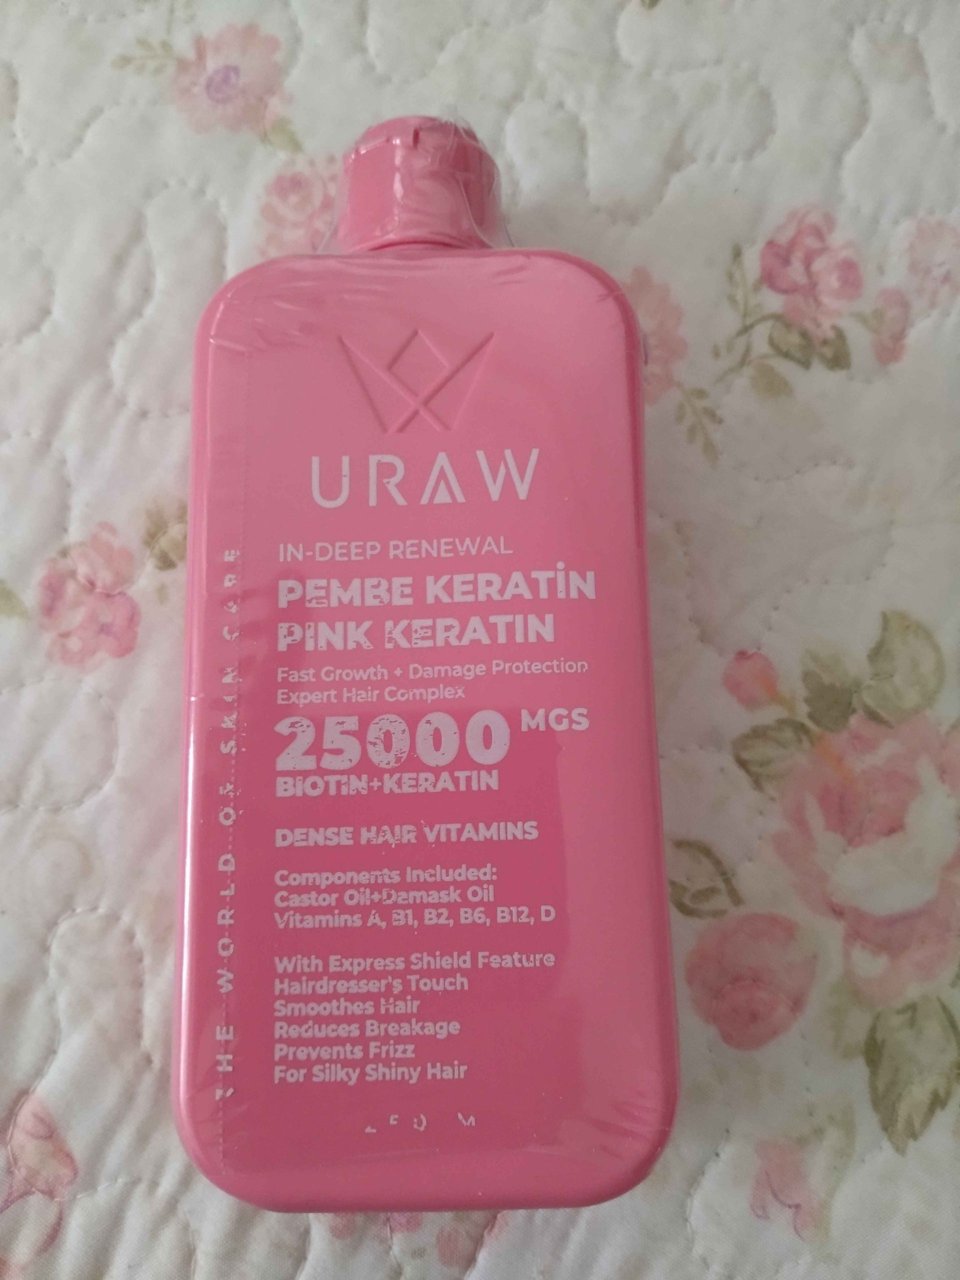 URAW
IN-DEEP RENEWAL
PEMBE KERATİN
PINK KERATIN
Fast Growth + Damage Protection
Expert Hair Complex
25000 MGS
BIOTIN+KERATIN
DENSE HAIR VITAMINS
Components Included:
Castor Oil+Damask Oil
Vitamins A, B1, B2, B6, B12, D
With Express Shield Feature
Hairdresser's Touch
Smoothes Hair
Reduces Breakage
Prevents Frizz
For Silky Shiny Hair
THE WORLD OF SKIN CARE